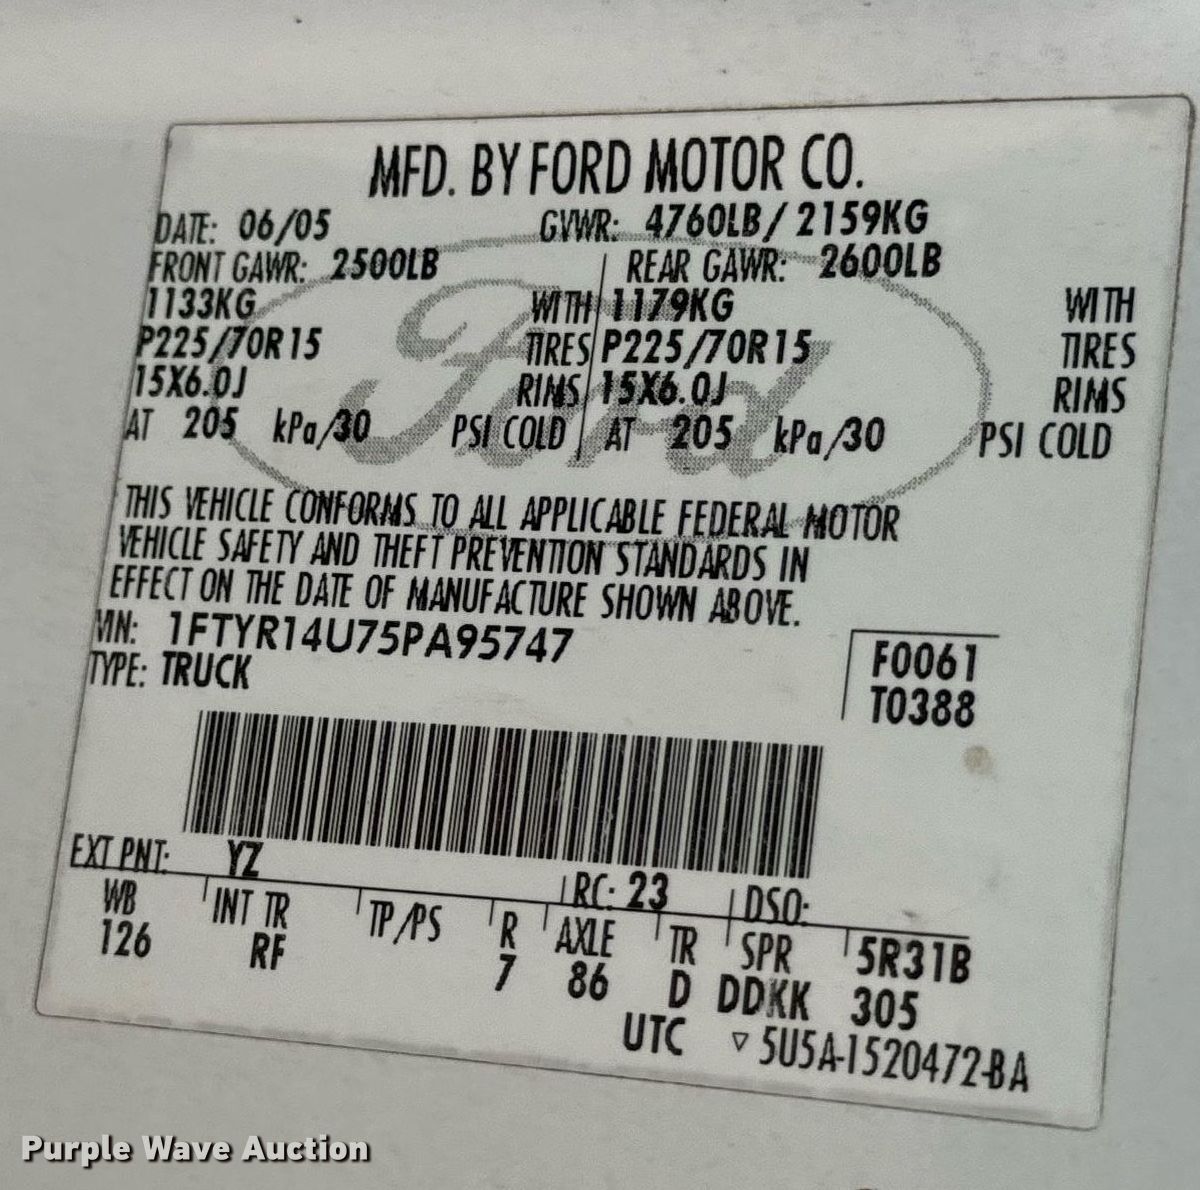 MFD. BY FORD MOTOR CO.
DATE: 06/05 GVWR: 4760LB/ 2159KG
FRONT GAWR: 2500LB REAR GAWR: 2600LB
1133KG WITH 1179KG WITH
P225/70R15 TIRES P225/70R15 TIRES
15X6.0J RIMS 15X6.0J RIMS
AT 205 kPa/30 PSI COLD AT 205 kPa/30 PSI COLD
Ford
THIS VEHICLE CONFORMS TO ALL APPLICABLE FEDERAL MOTOR
VEHICLE SAFETY AND THEFT PREVENTION STANDARDS IN
EFFECT ON THE DATE OF MANUFACTURE SHOWN ABOVE.
VIN: 1FTYR14U75PA95747
TYPE: TRUCK
F0061
T0388
EXT PNT: YZ RC: 23 DSO:
WB INT TR TP/PS R AXLE TR SPR 5R31B
126 RF 7 86 D DDKK 305
UTC ▽ 5U5A-1520472-BA
Purple Wave Auction